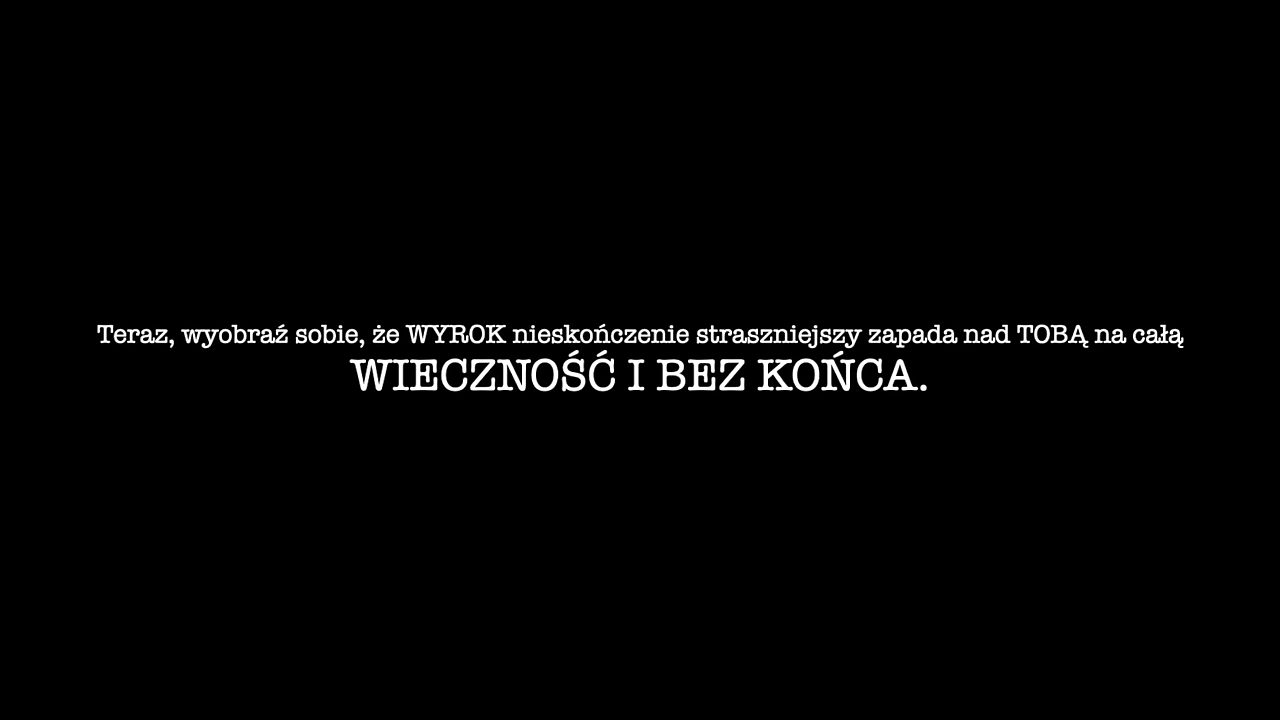 Teraz, wyobraź sobie, że WYROK nieskończenie straszniejszy zapada nad TOBĄ na całą
WIECZNOŚĆ I BEZ KOŃCA.